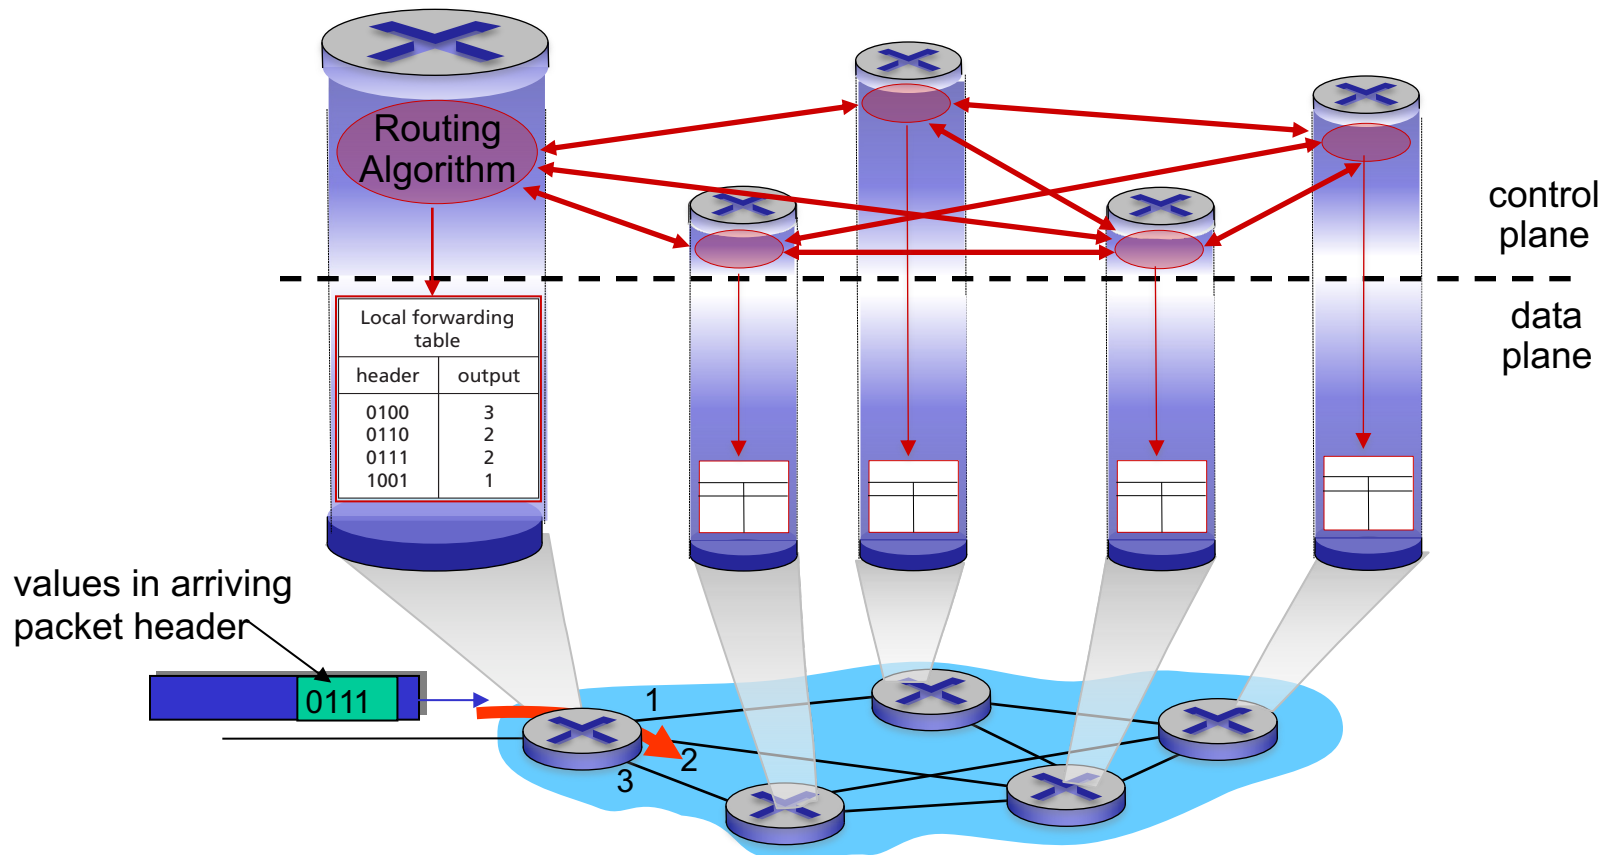 Routing
Algorithm
control
plane
data
plane
Local forwarding
table
header output
0100 3
0110 2
0111 2
1001 1
values in arriving
packet header
0111
1
2
3